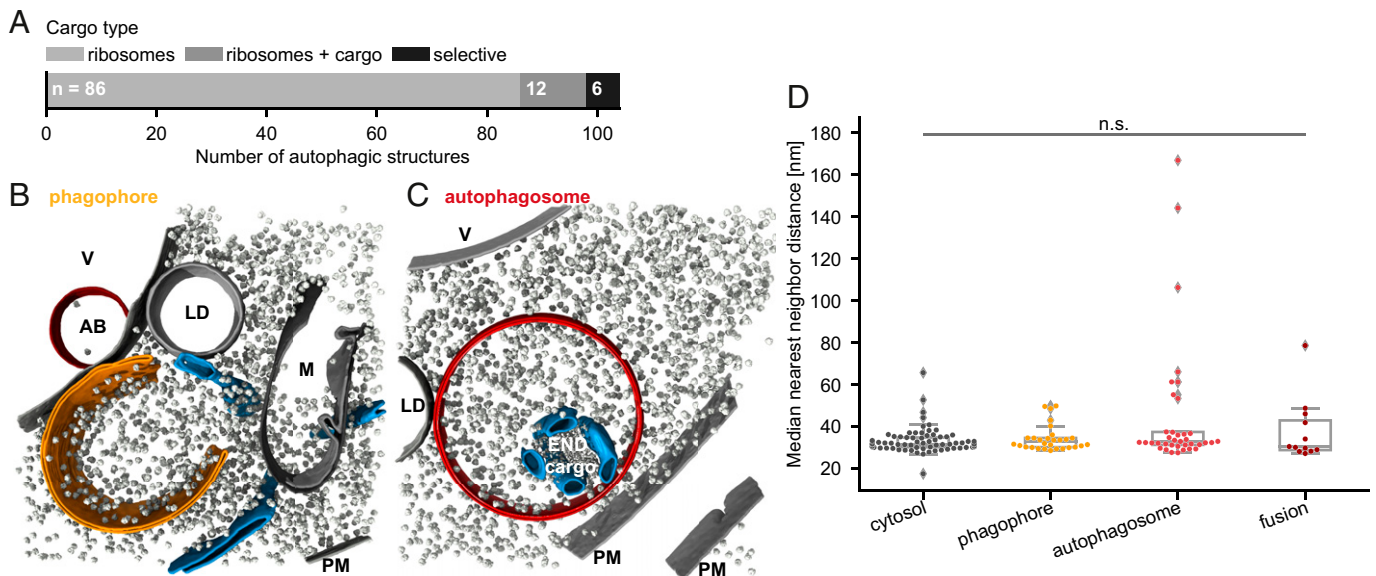 A
Cargo type
ribosomes ribosomes + cargo selective
n = 86 12 6
0 20 40 60 80 100
Number of autophagic structures
B phagophore
V
AB
LD
M
PM
C autophagosome
V
LD
END
cargo
PM
PM
D
n.s.
Median nearest neighbor distance [nm]
180
160
140
120
100
80
60
40
20
cytosol phagophore autophagosome fusion